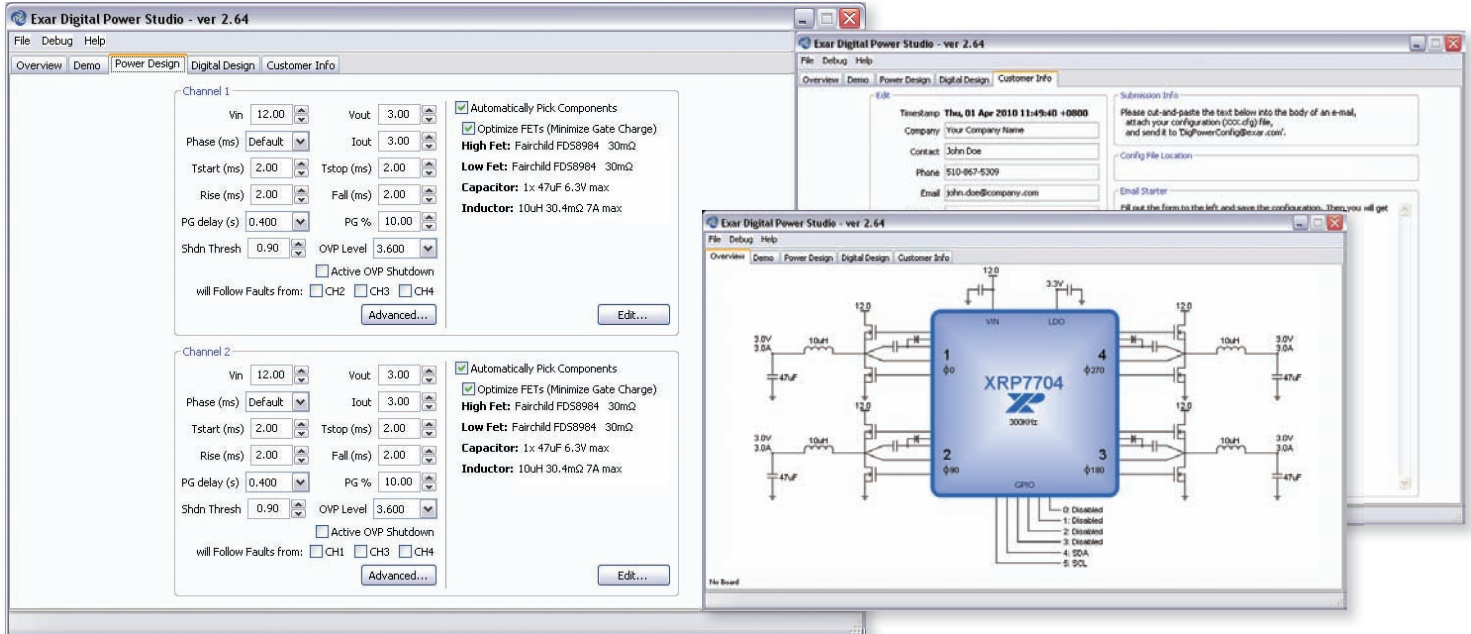 Exar Digital Power Studio - ver 2.64
File Debug Help
Overview Demo Power Design Digital Design Customer Info
Channel 1
Vin 12.00 Vout 3.00
Phase (ms) Default Iout 3.00
Tstart (ms) 2.00 Tstop (ms) 2.00
Rise (ms) 2.00 Fall (ms) 2.00
PG delay (s) 0.400 PG % 10.00
Shdn Thresh 0.90 OVP Level 3.600
Active OVP Shutdown
will Follow Faults from: CH2 CH3 CH4
Advanced...
Automatically Pick Components
Optimize FETs (Minimize Gate Charge)
High Fet: Fairchild FDS8984 30mΩ
Low Fet: Fairchild FDS8984 30mΩ
Capacitor: 1x 47uF 6.3V max
Inductor: 10uH 30.4mΩ 7A max
Edit...
Channel 2
Vin 12.00 Vout 3.00
Phase (ms) Default Iout 3.00
Tstart (ms) 2.00 Tstop (ms) 2.00
Rise (ms) 2.00 Fall (ms) 2.00
PG delay (s) 0.400 PG % 10.00
Shdn Thresh 0.90 OVP Level 3.600
Active OVP Shutdown
will Follow Faults from: CH1 CH3 CH4
Advanced...
Automatically Pick Components
Optimize FETs (Minimize Gate Charge)
High Fet: Fairchild FDS8984 30mΩ
Low Fet: Fairchild FDS8984 30mΩ
Capacitor: 1x 47uF 6.3V max
Inductor: 10uH 30.4mΩ 7A max
Edit...
Exar Digital Power Studio - ver 2.64
File Debug Help
Overview Demo Power Design Digital Design Customer Info
Edit
Timestamp Thu, 01 Apr 2010 11:49:40 +0800
Company Your Company Name
Contact John Doe
Phone 510-867-5309
Email john.doe@company.com
Submission Info
Please cut-and-paste the text below into the body of an e-mail,
attach your configuration (XXX.cfg) file,
and send it to 'DigPowerConfig@exar.com'.
Config File Location
Email Starter
Fill out the form to the left and save the configuration. Then you will get
Exar Digital Power Studio - ver 2.64
File Debug Help
Overview Demo Power Design Digital Design Customer Info
12.0 3.3V
VIN LDO
12.0 12.0
3.0V 10uH 10uH 3.0V
3.0A 3.0A
1 4
ϕ0 ϕ270
47uF 47uF
XRP7704
XP
300KHz
12.0 12.0
3.0V 10uH 10uH 3.0V
3.0A 3.0A
2 3
ϕ90 ϕ180
47uF 47uF
GPIO
0: Disabled
1: Disabled
2: Disabled
3: Disabled
4: SDA
5: SCL
No Board